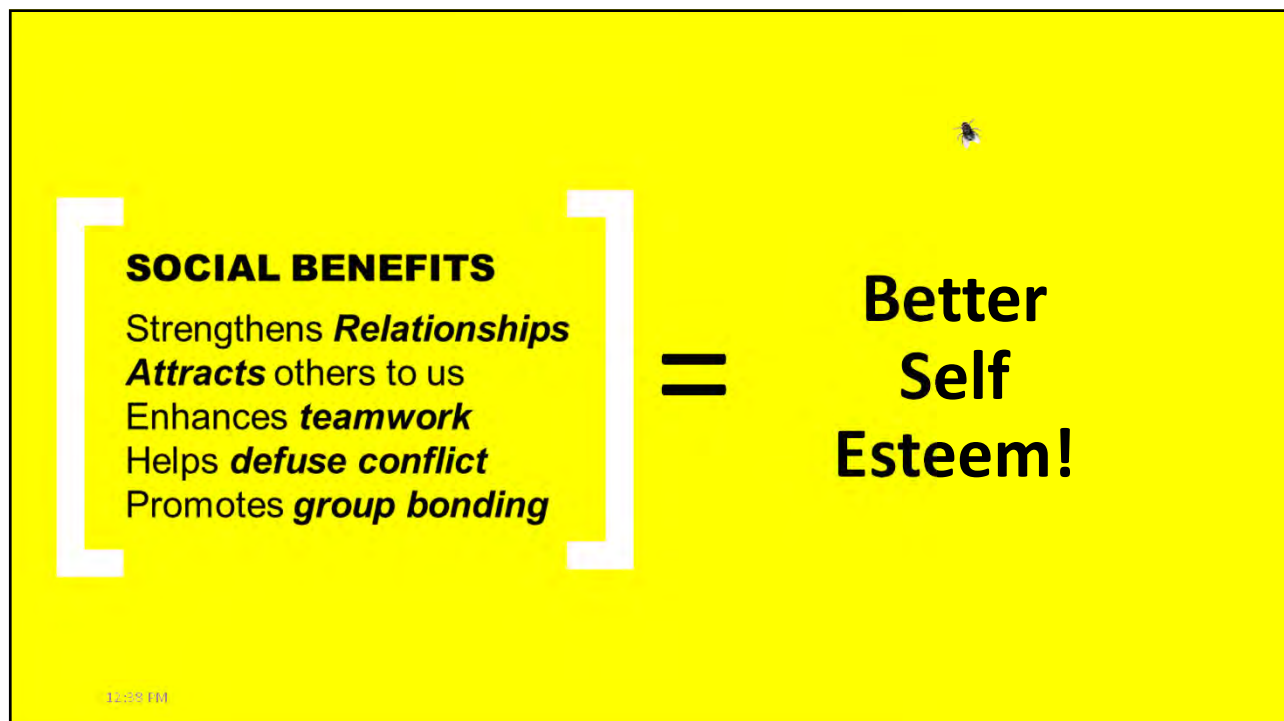 SOCIAL BENEFITS
Strengthens Relationships
Attracts others to us
Enhances teamwork
Helps defuse conflict
Promotes group bonding
=
Better
Self
Esteem!
12:38 PM